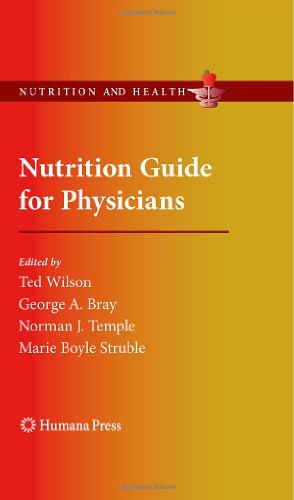 NUTRITION AND HEALTH
Nutrition Guide
for Physicians
Edited by
Ted Wilson
George A. Bray
Norman J. Temple
Marie Boyle Struble
Humana Press